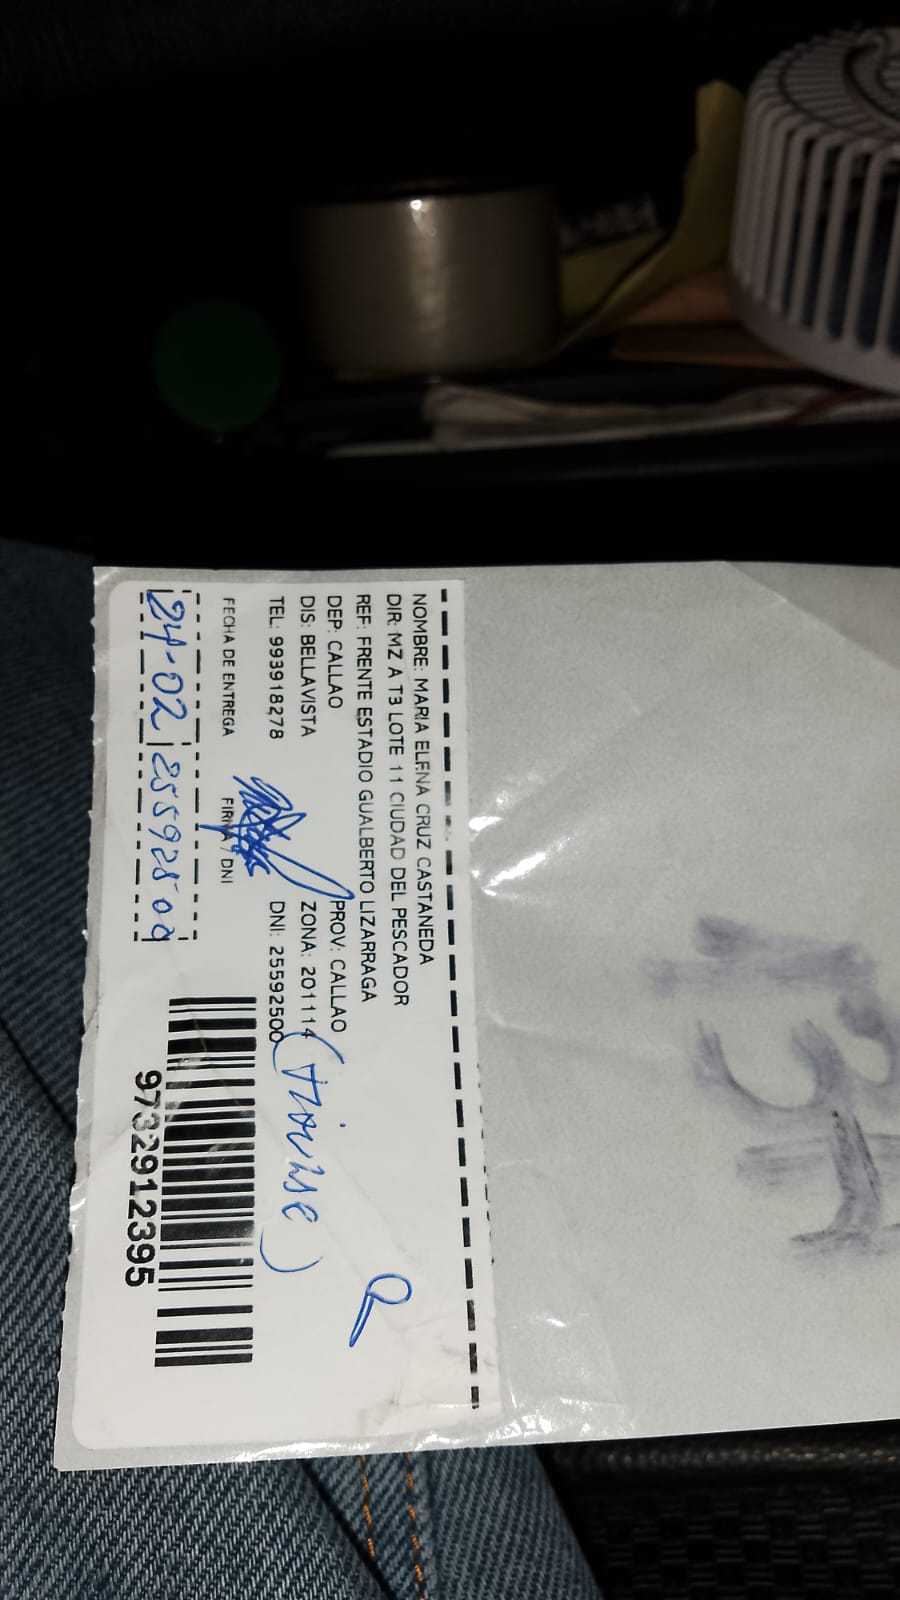 NOMBRE: MARIA ELENA CRUZ CASTANEDA
DIR: MZ A T3 LOTE 11 CIUDAD DEL PESCADOR
REF: FRENTE ESTADIO GUALBERTO LIZARRAGA
DEP: CALLAO PROV: CALLAO
DIS: BELLAVISTA ZONA: 201114
TEL: 993918278 DNI: 25592500
FECHA DE ENTREGA FIRMA / DNI
24-02 25592500
9732912395